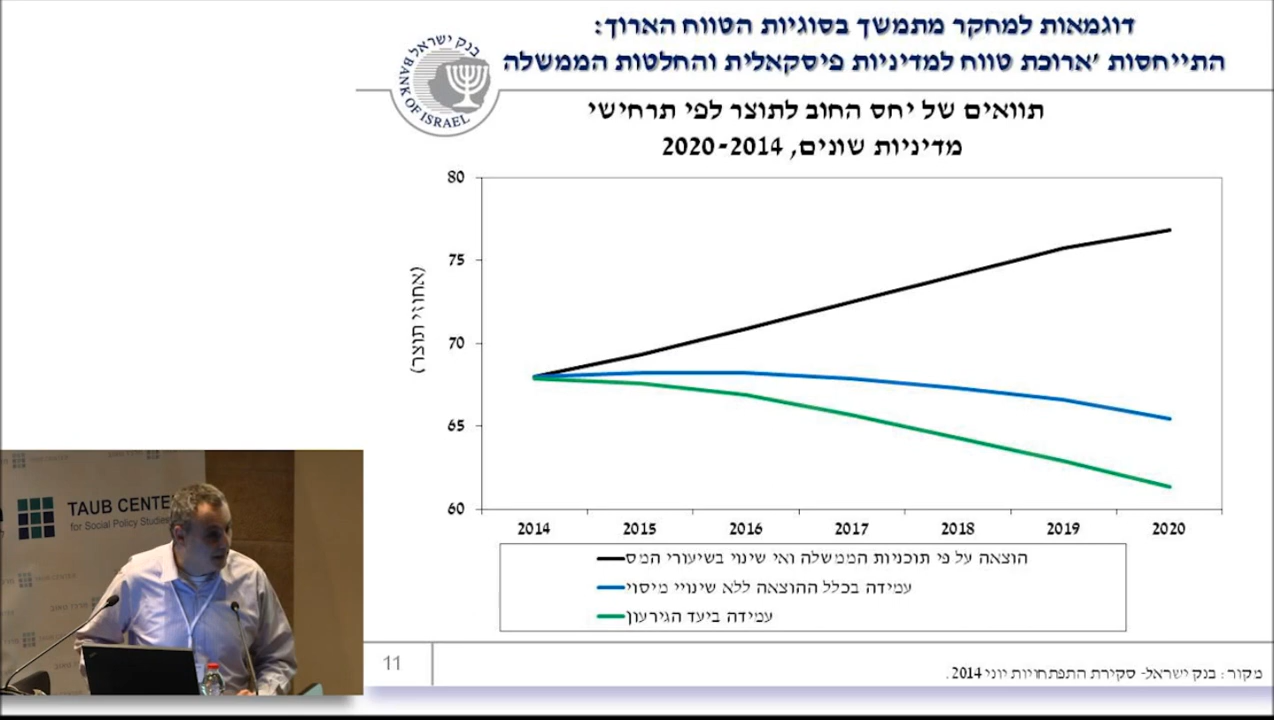 דוגמאות למחקר מתמשך בסוגיות הטווח הארוך:
התייחסות 'ארוכת טווח למדיניות פיסקאלית והחלטות הממשלה
בנק ישראל
BANK OF ISRAEL
תוואים של יחס החוב לתוצר לפי תרחישי
מדיניות שונים, 2020-2014
(אחוזי תוצר)
80
75
70
65
60
2014 2015 2016 2017 2018 2019 2020
הוצאה על פי תוכניות הממשלה ואי שינוי בשיעורי המס
עמידה בכלל ההוצאה ללא שינויי מיסוי
עמידה ביעד הגירעון
11
מקור: בנק ישראל- סקירת התפתחויות יוני 2014.
TAUB CENTE
for Social Policy Studies